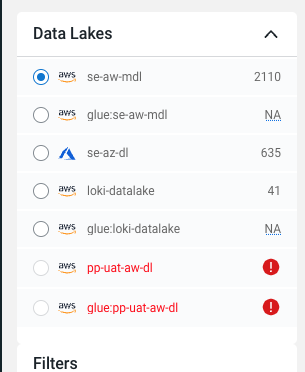 Data Lakes
aws se-aw-mdl 2110
aws glue:se-aw-mdl NA
se-az-dl 635
aws loki-datalake 41
aws glue:loki-datalake NA
aws pp-uat-aw-dl !
aws glue:pp-uat-aw-dl !
Filters